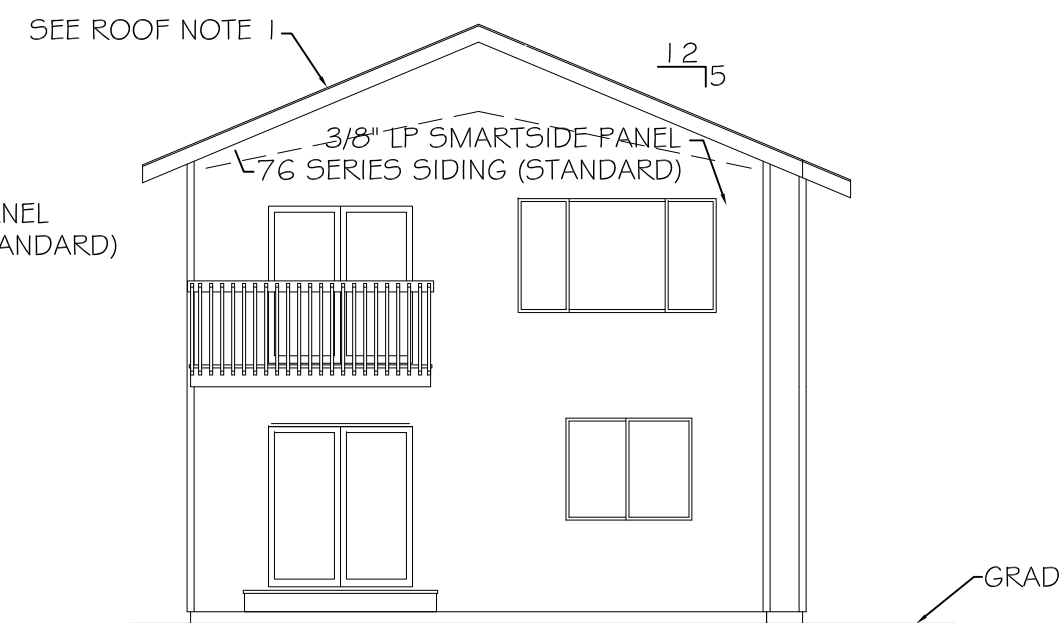 SEE ROOF NOTE 1
12
5
3/8" LP SMARTSIDE PANEL
76 SERIES SIDING (STANDARD)
NEL
ANDARD)
GRAD